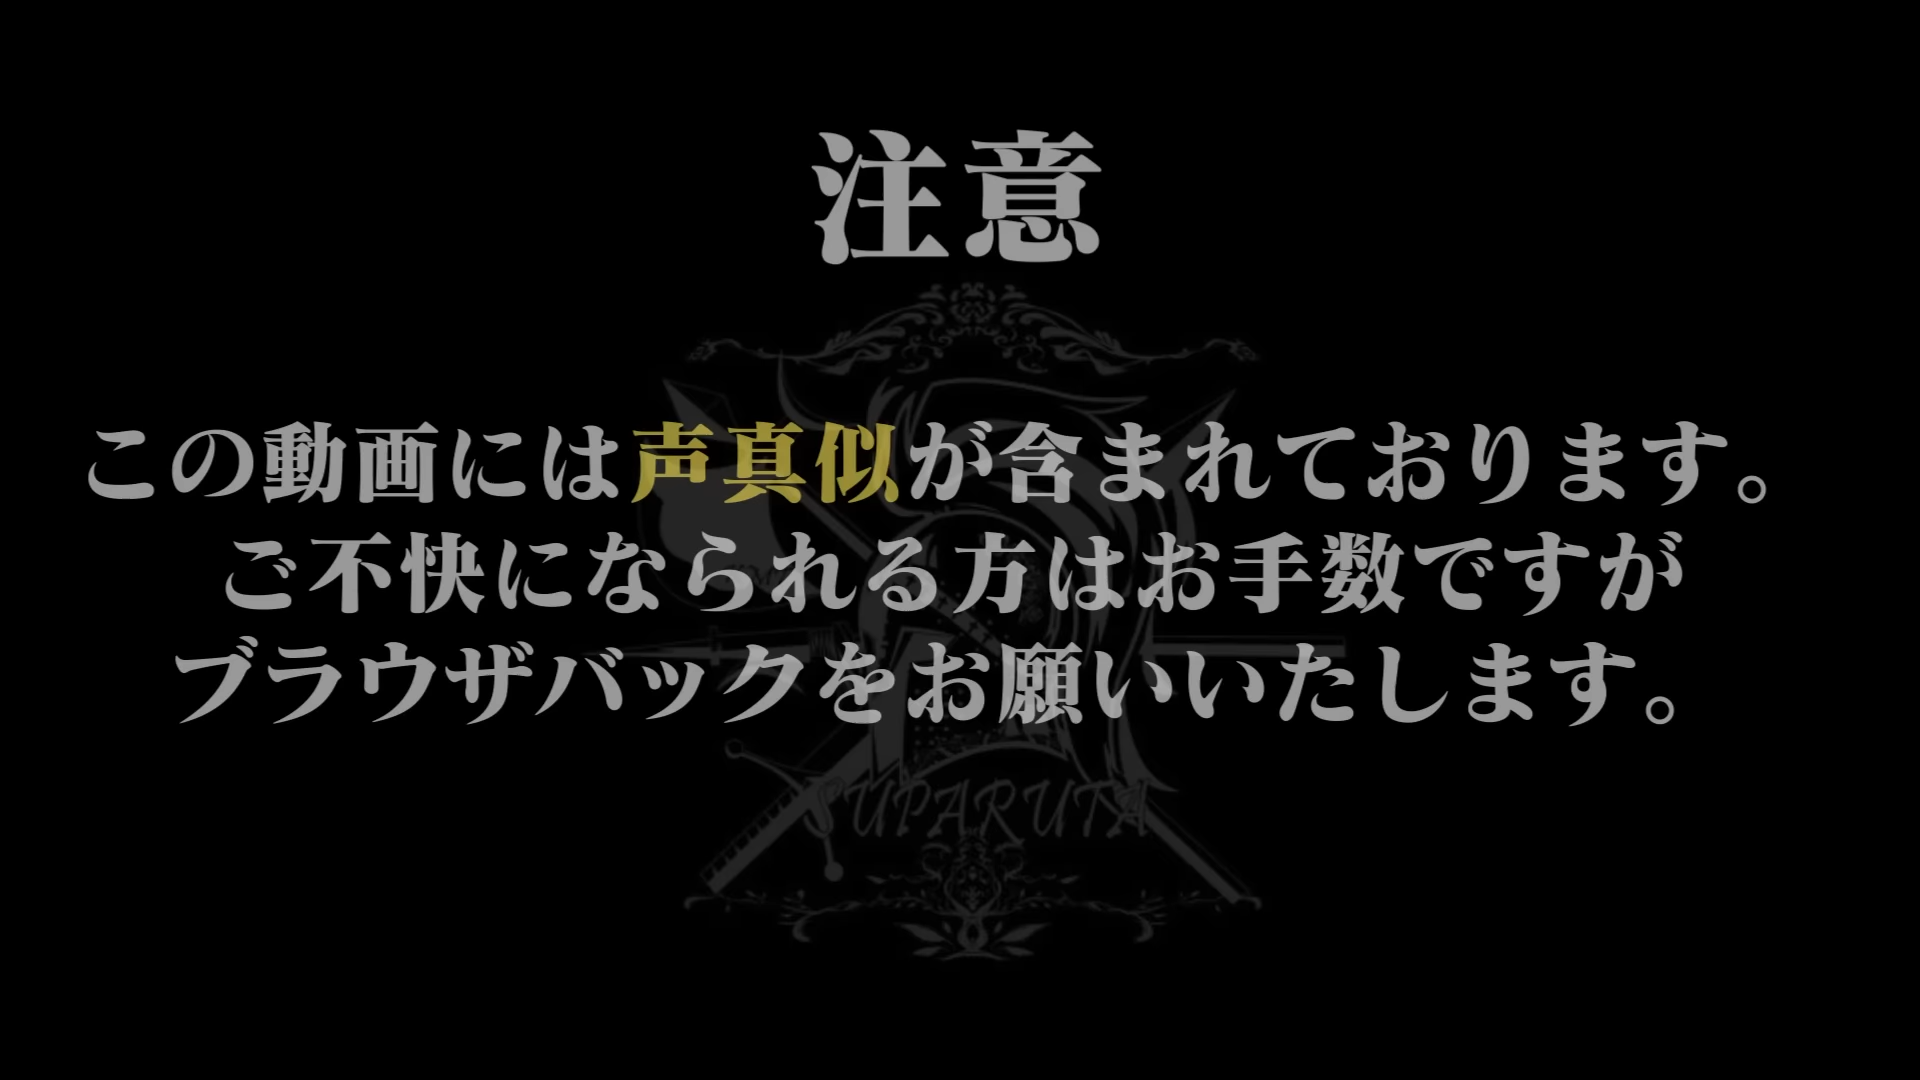 注意
この動画には声真似が含まれております。
ご不快になられる方はお手数ですが
ブラウザバックをお願いいたします。
SUPARUTA